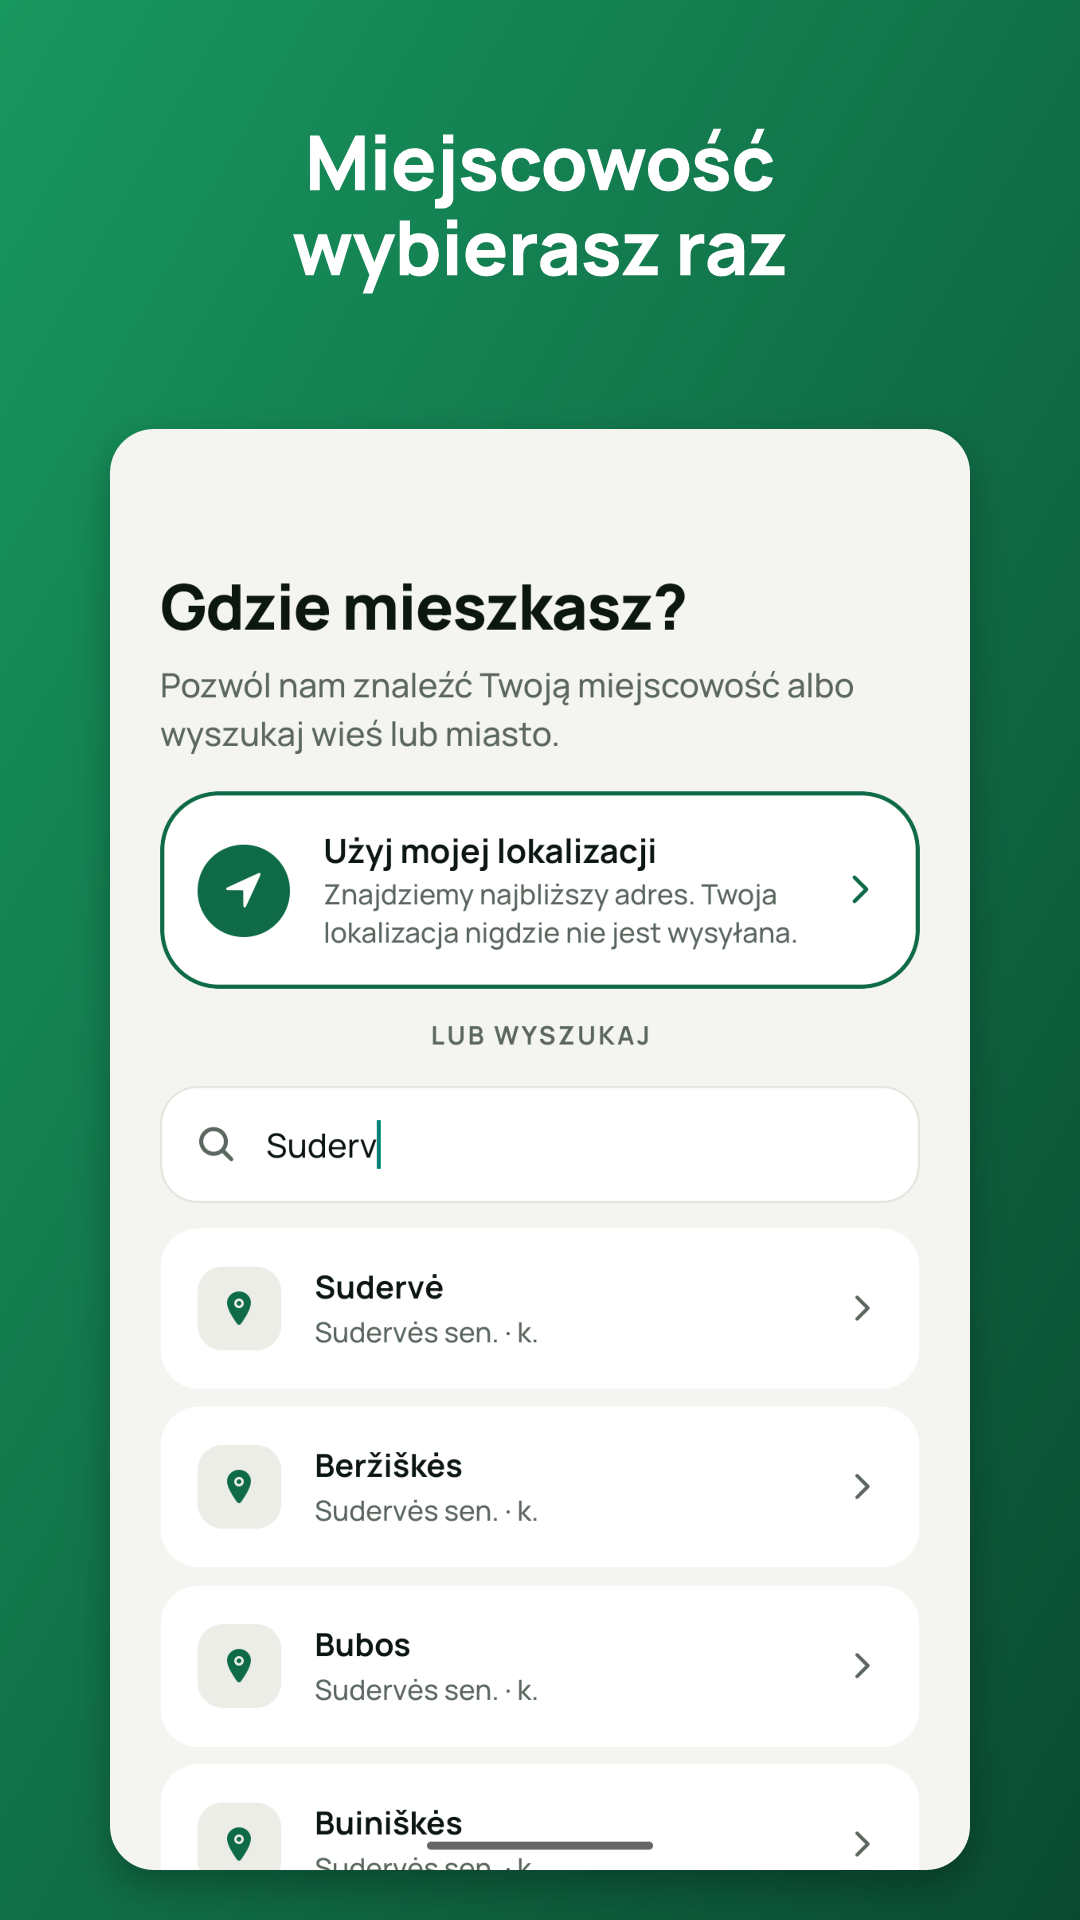 Miejscowość
wybierasz raz
Gdzie mieszkasz?
Pozwól nam znaleźć Twoją miejscowość albo
wyszukaj wieś lub miasto.
Użyj mojej lokalizacji
Znajdziemy najbliższy adres. Twoja
lokalizacja nigdzie nie jest wysyłana.
LUB WYSZUKAJ
Suderv
Sudervė
Sudervės sen. · k.
Beržiškės
Sudervės sen. · k.
Bubos
Sudervės sen. · k.
Buiniškės
Sudervės sen. · k.